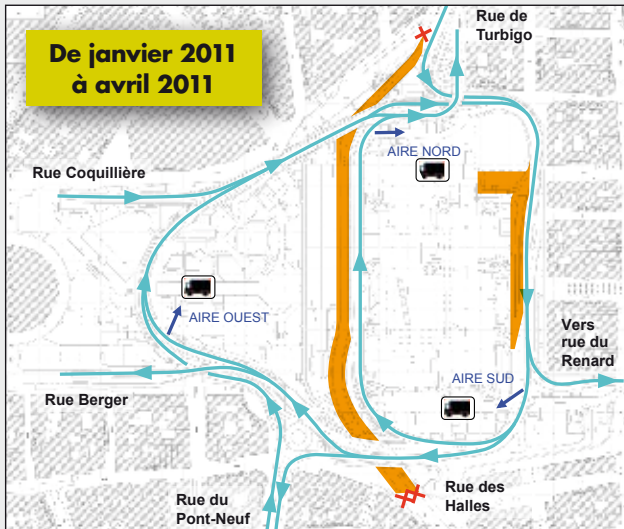 De janvier 2011
à avril 2011
Rue de
Turbigo
Rue Coquillière
AIRE NORD
AIRE OUEST
Vers
rue du
Renard
AIRE SUD
Rue Berger
Rue du
Pont-Neuf
Rue des
Halles